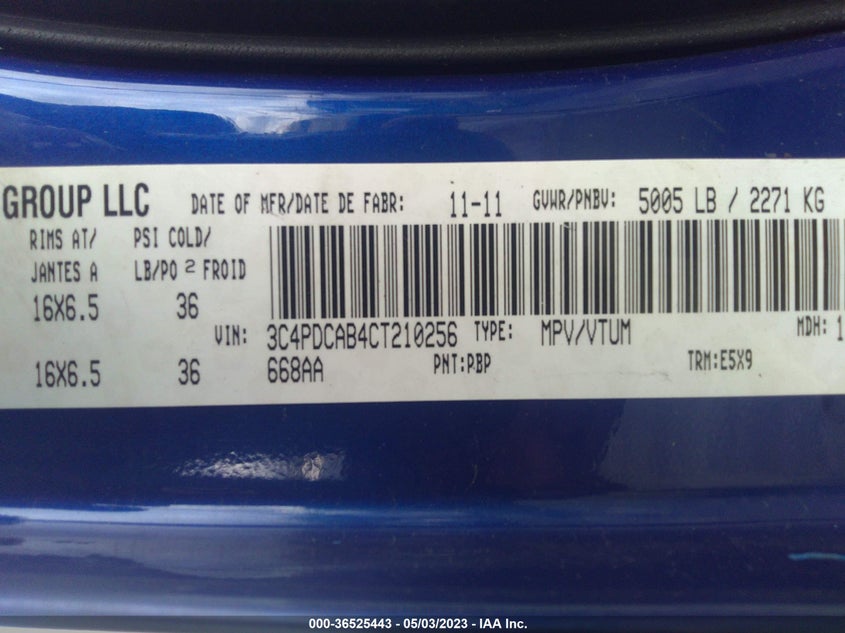 GROUP LLC DATE OF MFR/DATE DE FABR: 11-11 GVWR/PNBV: 5005 LB / 2271 KG
RIMS AT/ PSI COLD/
JANTES A LB/PO 2 FROID
16X6.5 36
VIN: 3C4PDCAB4CT210256 TYPE: MPV/VTUM MDH: 1
16X6.5 36 668AA PNT:PBP TRM:E5X9
000-36525443 - 05/03/2023 - IAA Inc.